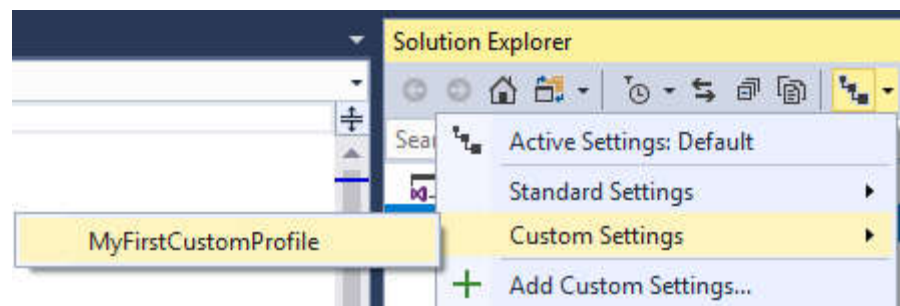 Solution Explorer
Sear
Active Settings: Default
Standard Settings
MyFirstCustomProfile
Custom Settings
Add Custom Settings...